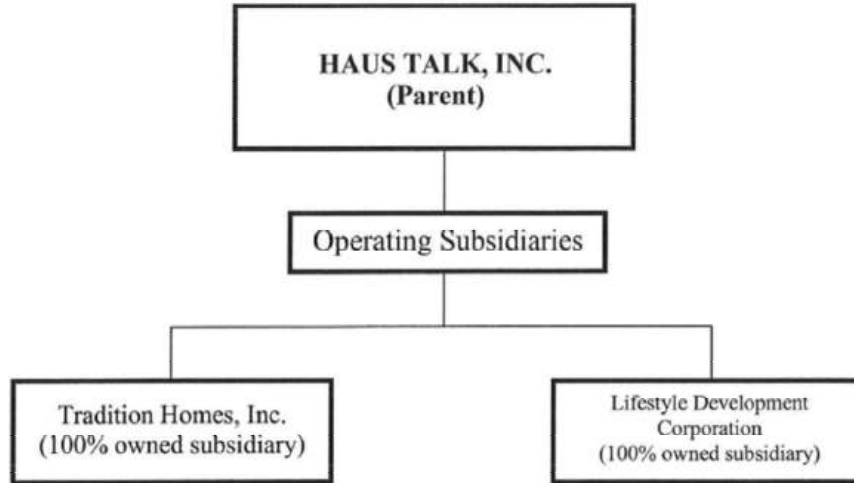 HAUS TALK, INC.
(Parent)
Operating Subsidiaries
Tradition Homes, Inc.
(100% owned subsidiary)
Lifestyle Development
Corporation
(100% owned subsidiary)